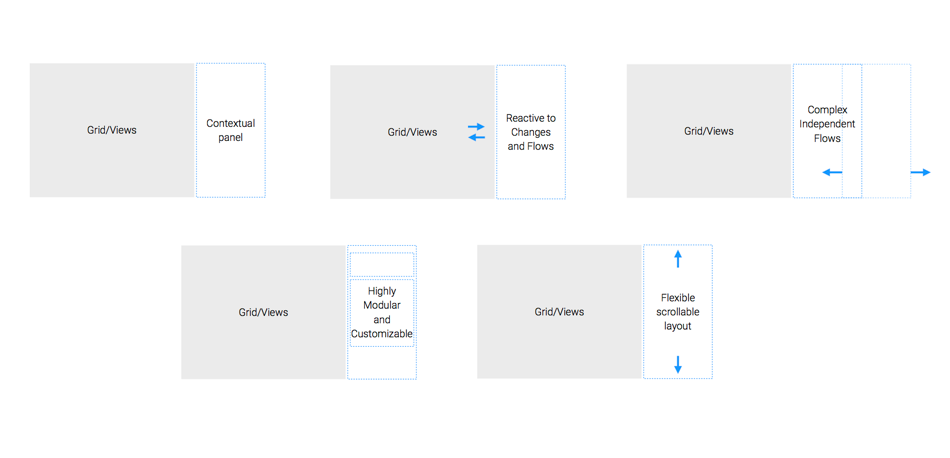 Grid/Views
Contextual
panel
Grid/Views
Reactive to
Changes
and Flows
Grid/Views
Complex
Independent
Flows
Grid/Views
Highly
Modular
and
Customizable
Grid/Views
Flexible
scrollable
layout